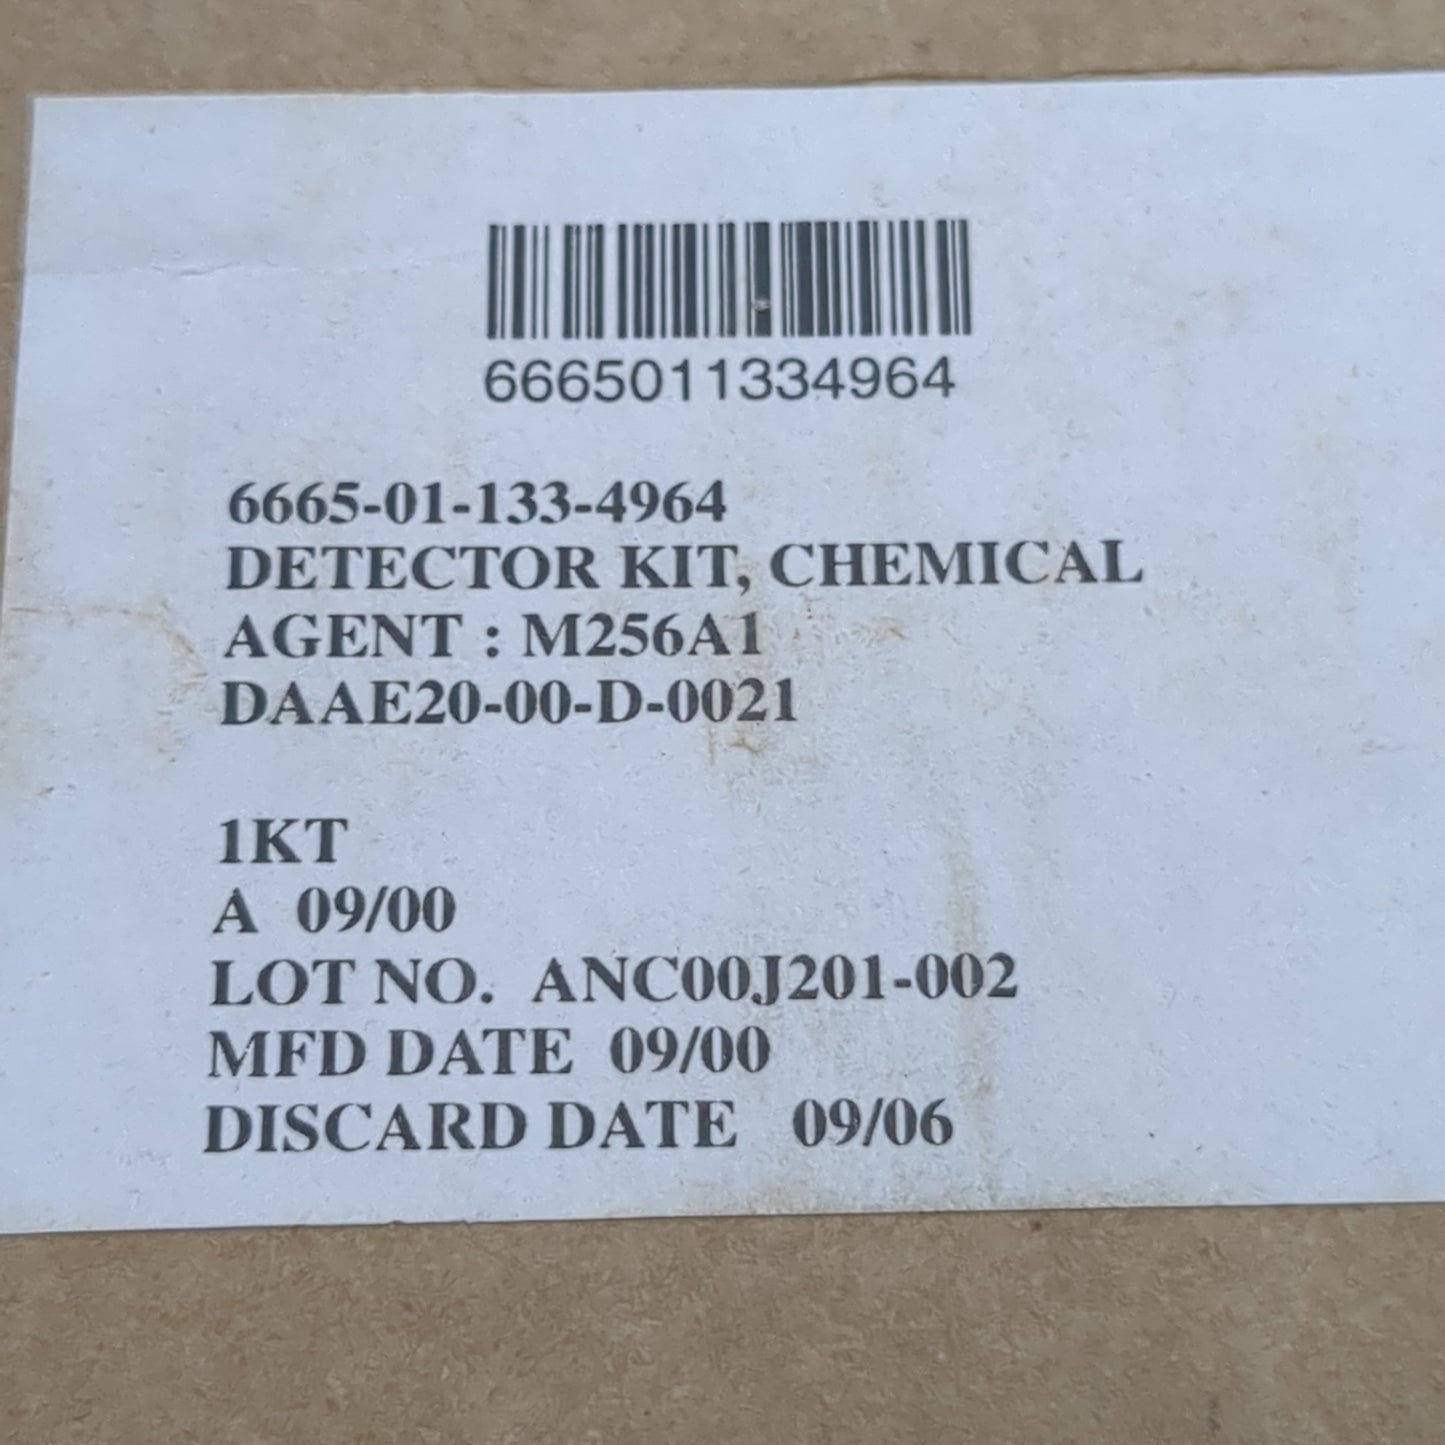 6665011334964
6665-01-133-4964
DETECTOR KIT, CHEMICAL
AGENT : M256A1
DAAE20-00-D-0021
1KT
A 09/00
LOT NO. ANC00J201-002
MFD DATE 09/00
DISCARD DATE 09/06